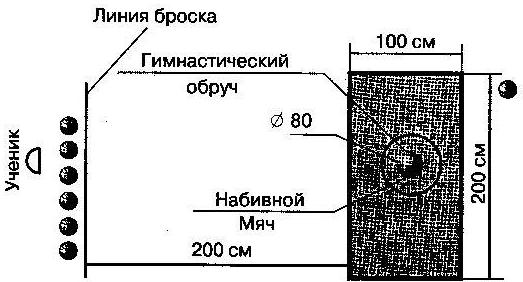 Линия броска
100 см
Гимнастический
обруч
∅ 80
Ученик
200 см
Набивной
Мяч
200 см